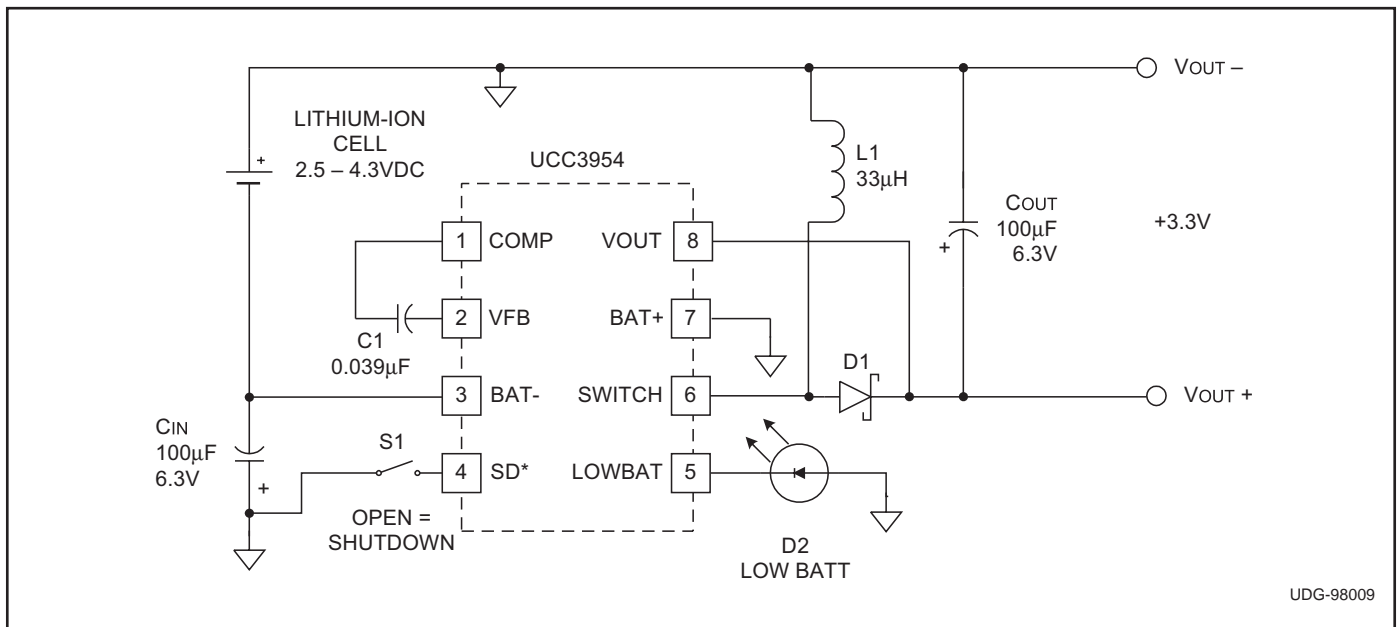 VOUT –
LITHIUM-ION
CELL
2.5 – 4.3VDC
+
UCC3954
L1
33µH
COUT
100µF
6.3V
+
+3.3V
1 COMP
VOUT 8
2 VFB
BAT+ 7
C1
0.039µF
3 BAT-
SWITCH 6
D1
VOUT +
CIN
100µF
6.3V
+
S1
4 SD*
LOWBAT 5
OPEN =
SHUTDOWN
D2
LOW BATT
UDG-98009